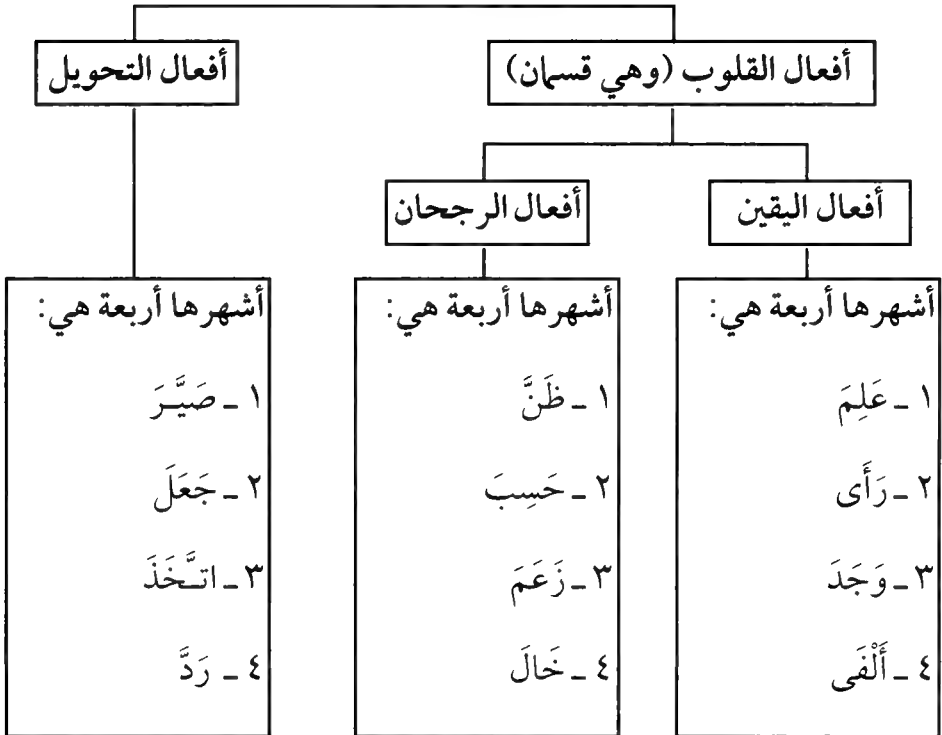 أفعال القلوب (وهي قسمان)
أفعال التحويل
أفعال اليقين
أفعال الرجحان
أشهرها أربعة هي:
١ ـ عَلِمَ
٢ ـ رَأَى
٣ ـ وَجَدَ
٤ ـ أَلْفَى
أشهرها أربعة هي:
١ ـ ظَنَّ
٢ ـ حَسِبَ
٣ ـ زَعَمَ
٤ ـ خَالَ
أشهرها أربعة هي:
١ ـ صَيَّرَ
٢ ـ جَعَلَ
٣ ـ اتَّخَذَ
٤ ـ رَدَّ